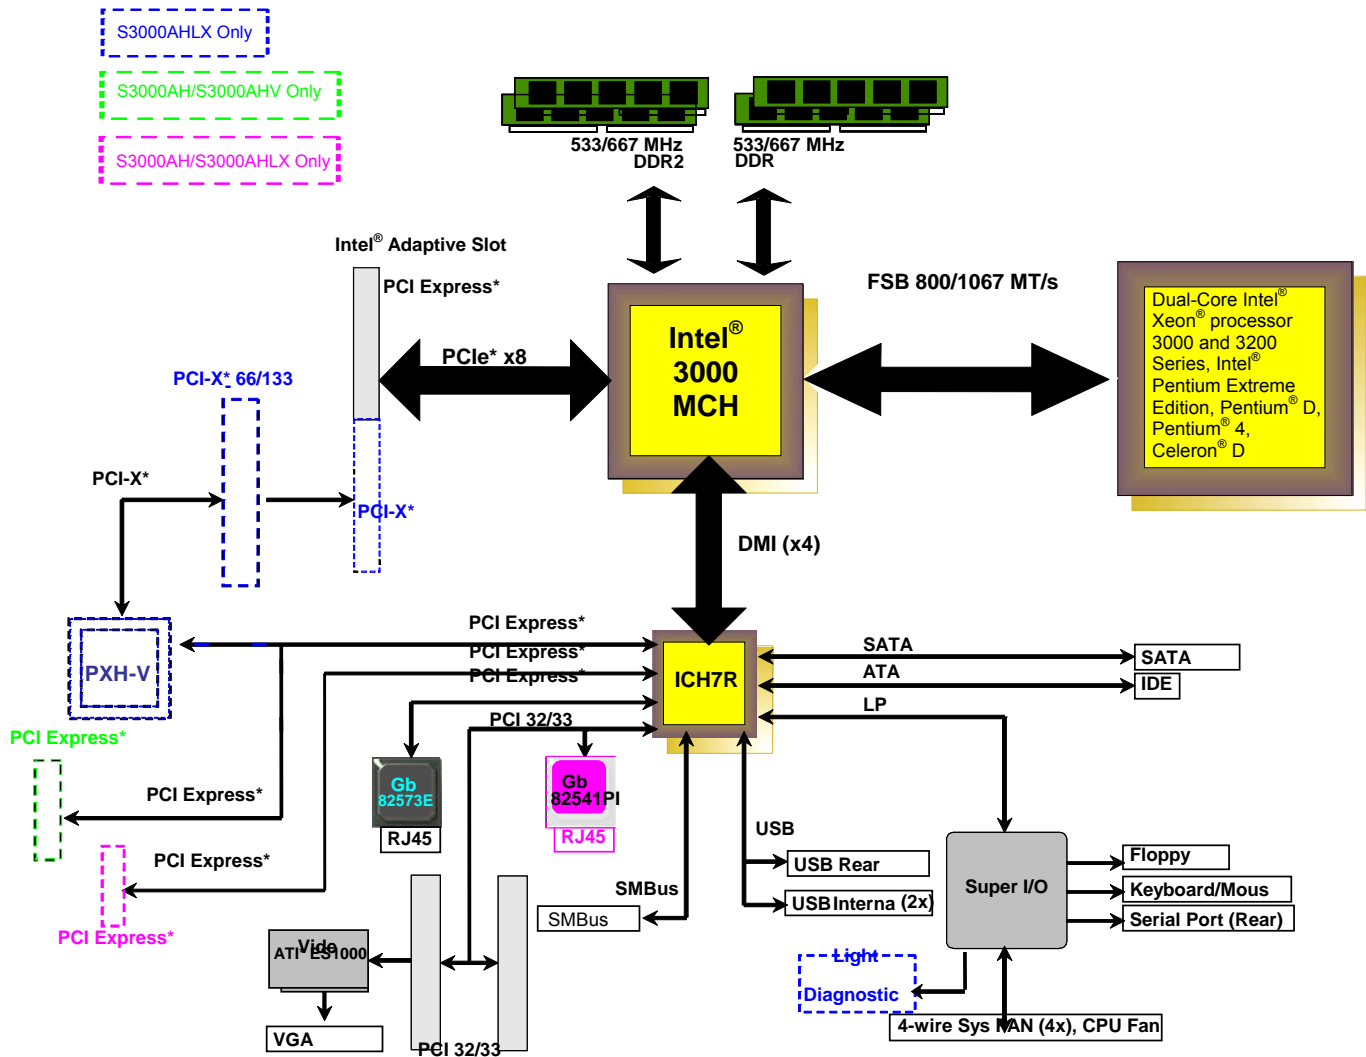 S3000AHLX Only
S3000AH/S3000AHV Only
S3000AH/S3000AHLX Only
533/667 MHz
DDR2
533/667 MHz
DDR
Intel® Adaptive Slot
PCI Express*
PCIe* x8
Intel®
3000
MCH
FSB 800/1067 MT/s
Dual-Core Intel®
Xeon® processor
3000 and 3200
Series, Intel®
Pentium Extreme
Edition, Pentium® D,
Pentium® 4,
Celeron® D
PCI-X* 66/133
PCI-X*
PCI-X*
DMI (x4)
PXH-V
PCI Express*
PCI Express*
PCI Express*
PCI 32/33
ICH7R
SATA
SATA
ATA
IDE
LP
PCI Express*
PCI Express*
PCI Express*
PCI Express*
Gb
82573E
RJ45
Gb
82541PI
RJ45
SMBus
SMBus
USB
USB Rear
USB Interna (2x)
Super I/O
Floppy
Keyboard/Mous
Serial Port (Rear)
Light
Diagnostic
4-wire Sys FAN (4x), CPU Fan
Vide
ATI* ES1000
VGA
PCI 32/33